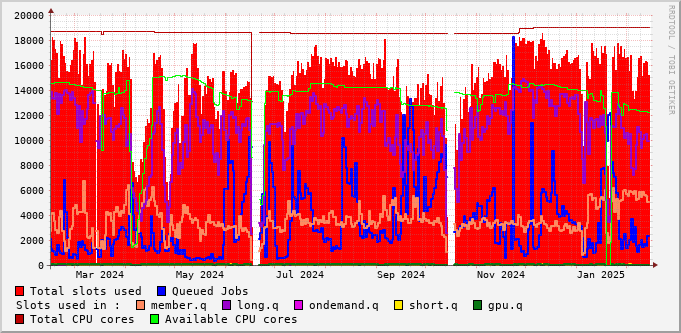 20000
18000
16000
14000
12000
10000
8000
6000
4000
2000
0
Mar 2024 May 2024 Jul 2024 Sep 2024 Nov 2024 Jan 2025
RRDTOOL / TOBI OETIKER
Total slots used Queued Jobs
Slots used in : member.q long.q ondemand.q short.q gpu.q
Total CPU cores Available CPU cores